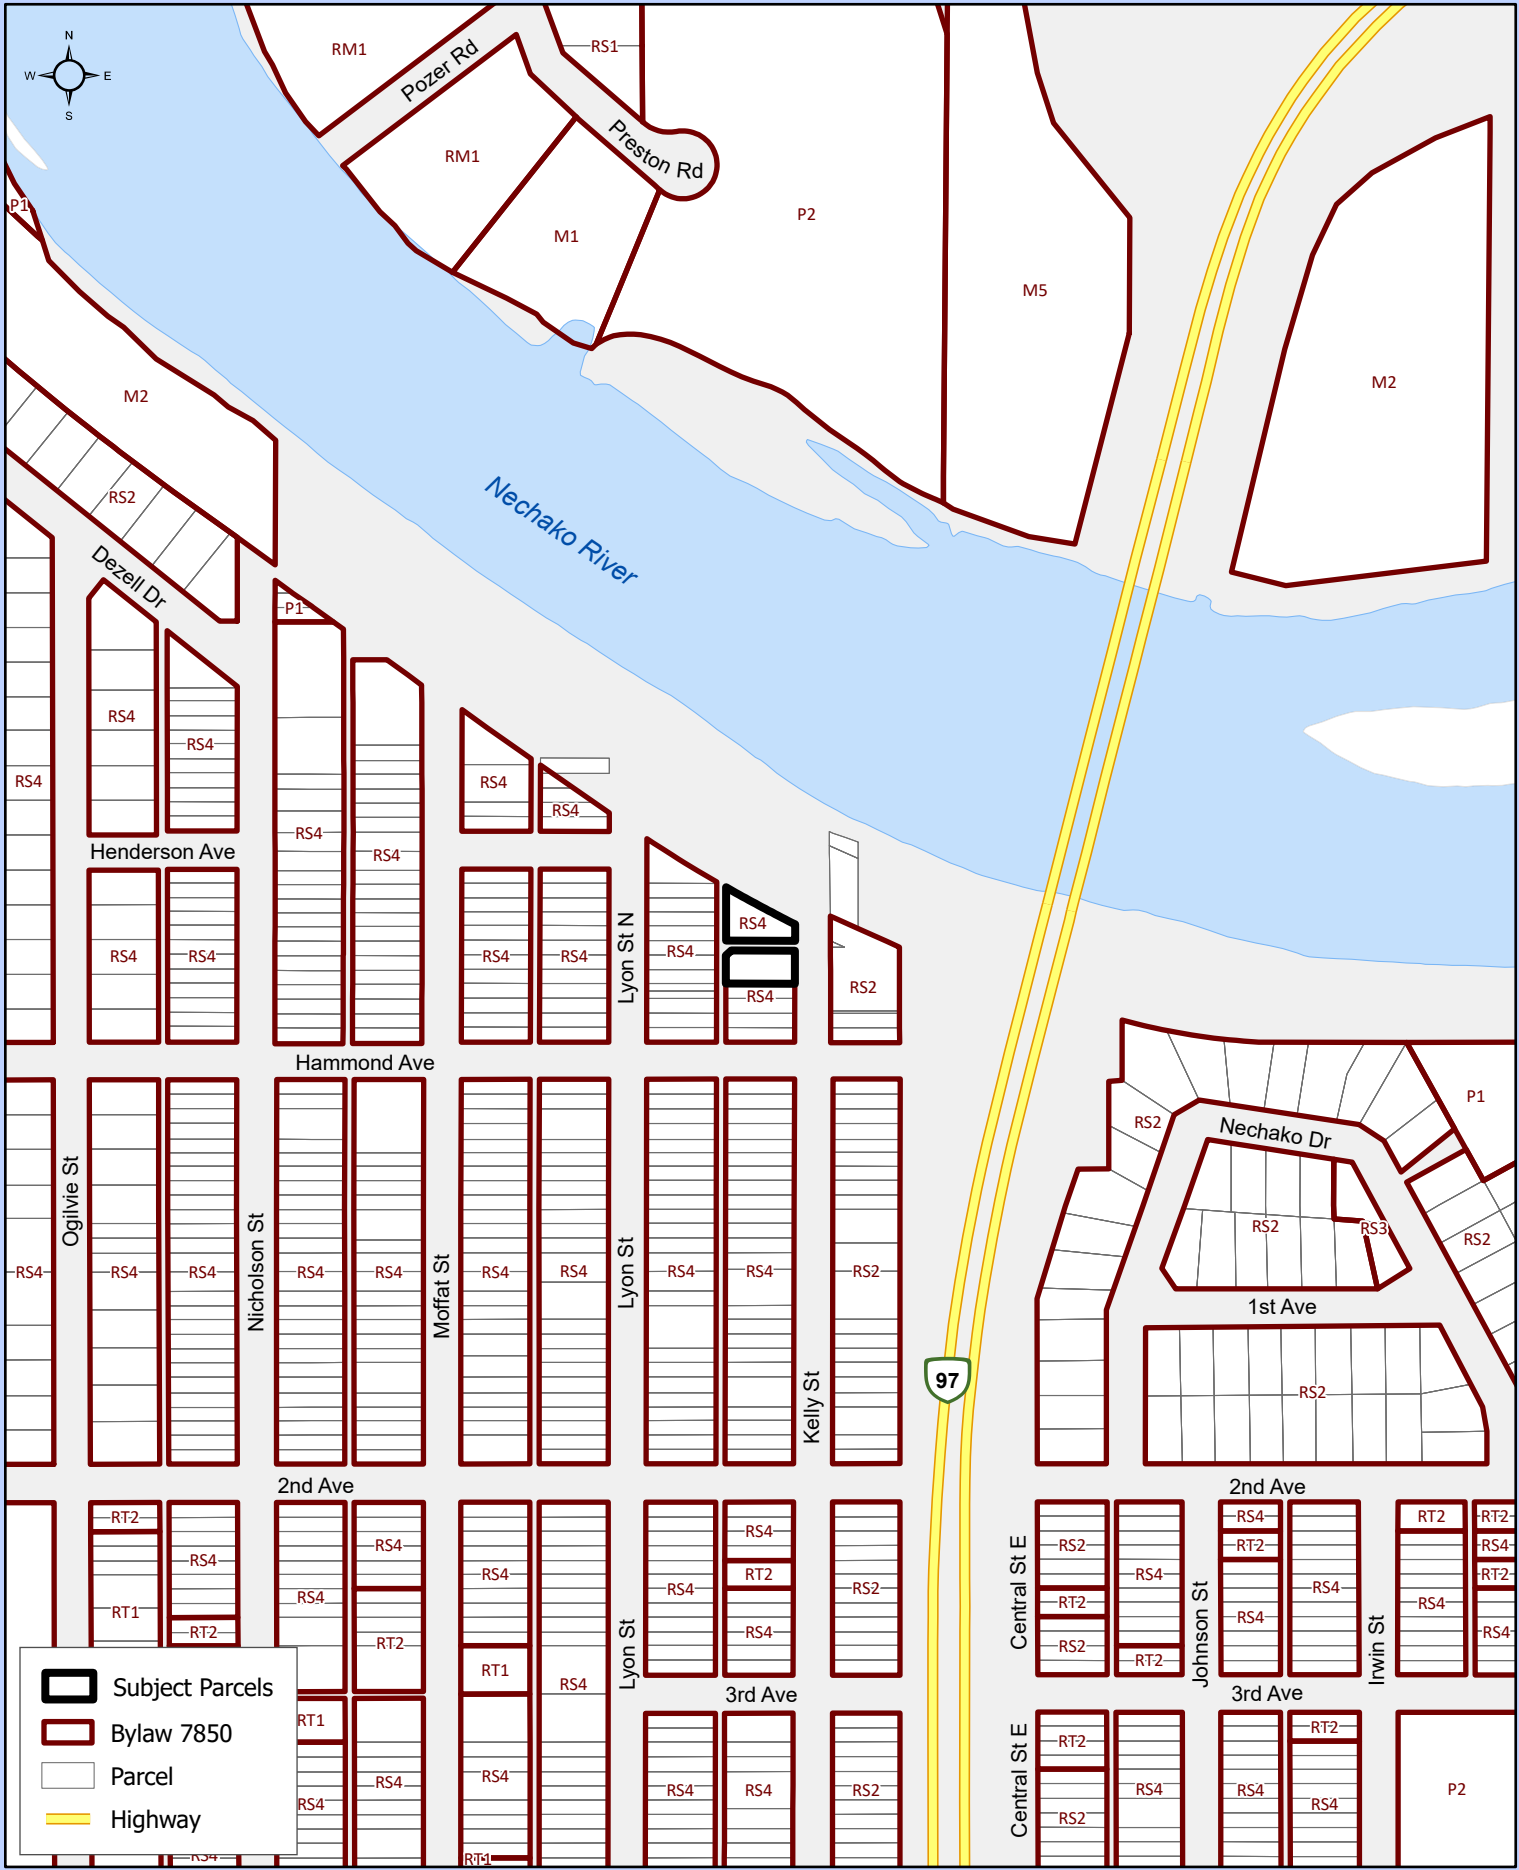 N
W E
S
RM1
Pozer Rd
RS1
RM1
Preston Rd
M1
P2
M5
M2
P1
M2
RS2
Nechako River
Dezell Dr
P1
RS4
RS4
RS4
RS4
RS4
RS4
RS4
Henderson Ave
RS4
RS4
RS4
RS4
Lyon St N
RS4
RS4
RS4
RS2
Hammond Ave
P1
RS2
Nechako Dr
RS2
RS3
RS2
1st Ave
Ogilvie St
Nicholson St
Moffat St
Lyon St
Kelly St
RS4
RS4
RS4
RS4
RS4
RS4
RS4
RS4
RS4
RS2
97
RS2
2nd Ave
2nd Ave
RT2
RS4
RT1
RT2
RS4
RS4
RT2
RS4
RT1
RS4
Lyon St
RS4
RS4
RT2
RS4
RS2
Central St E
RS2
RT2
RS2
RS4
RT2
Johnson St
RS4
RT2
RS4
RS4
Irwin St
RT2
RS4
RT2
RS4
RT2
RS4
3rd Ave
3rd Ave
RT1
RS4
RS4
RS4
RS4
RT1
RS4
RS4
RS2
Central St E
RT2
RS2
RS4
RS4
RT2
RS4
P2
Subject Parcels
Bylaw 7850
Parcel
Highway